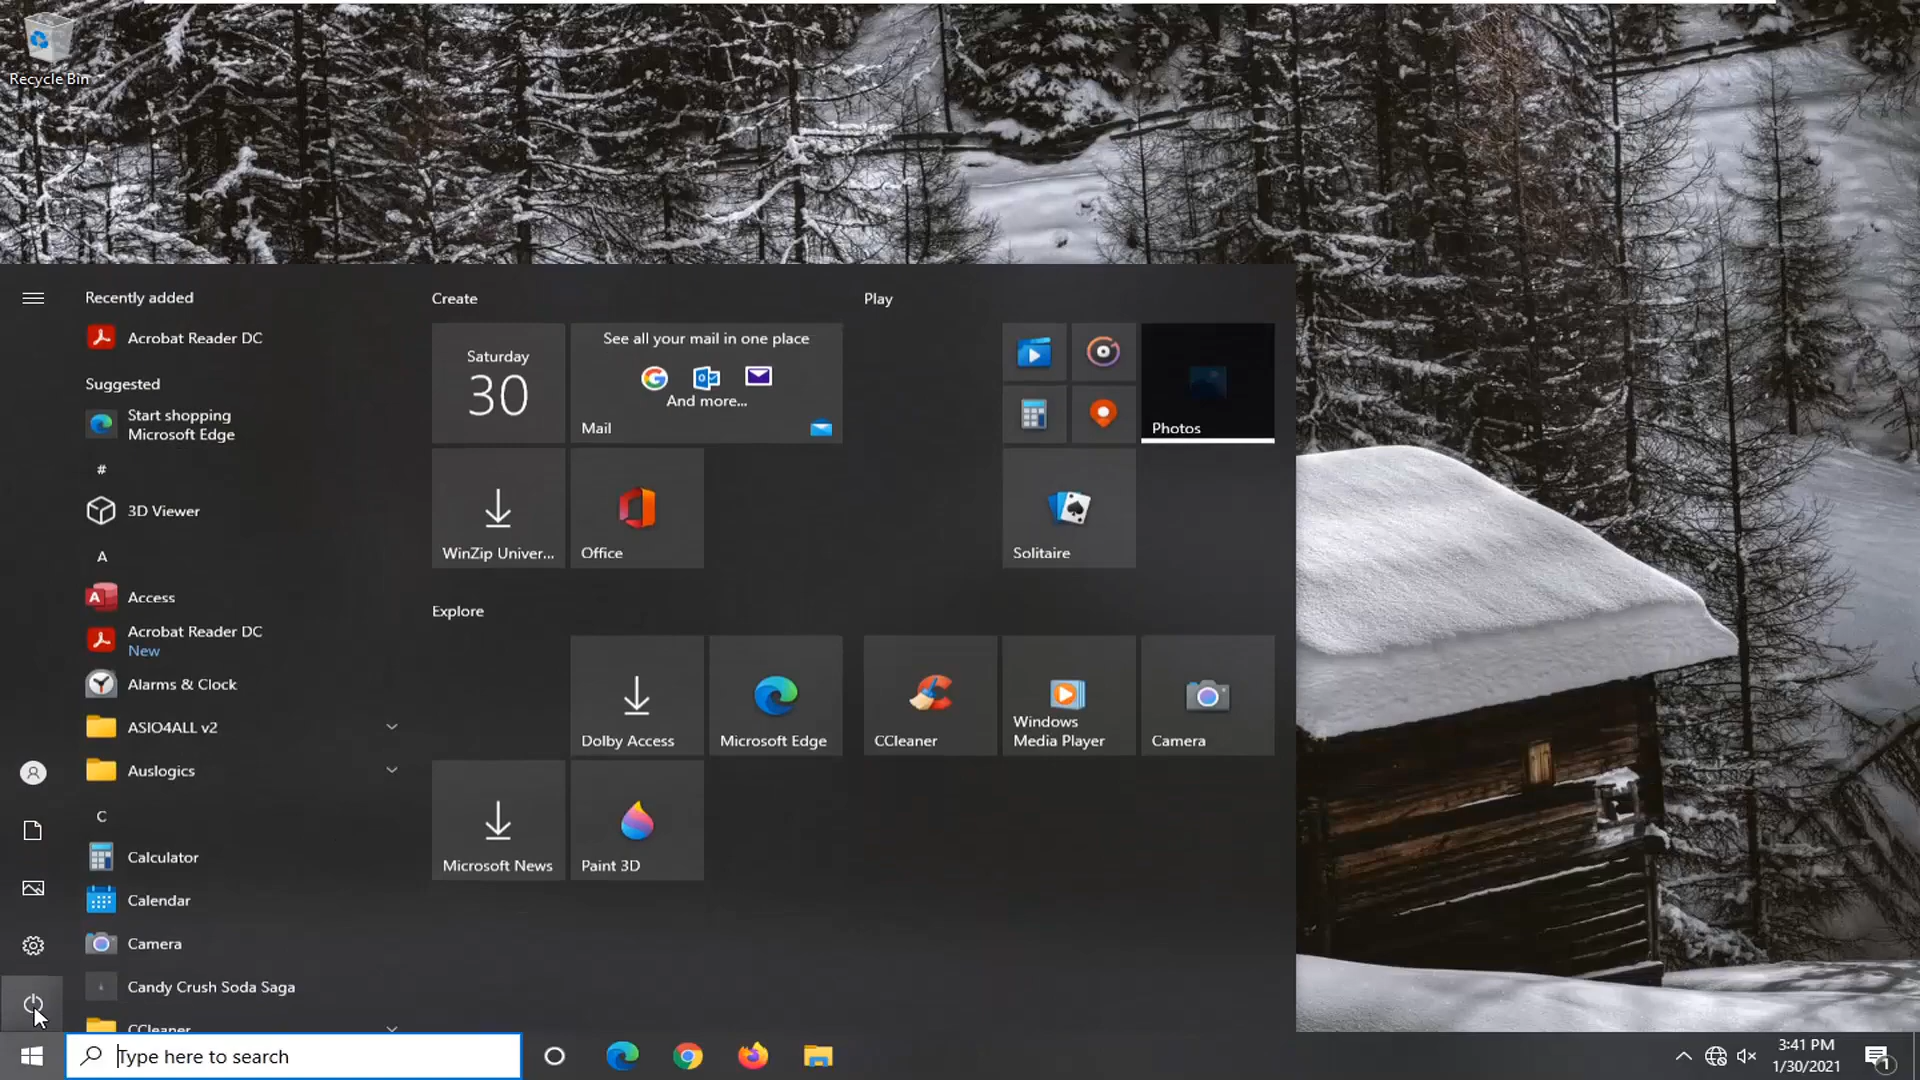 Recycle Bin
Recently added
Acrobat Reader DC
Suggested
Start shopping
Microsoft Edge
#
3D Viewer
A
Access
Acrobat Reader DC
New
Alarms & Clock
ASIO4ALL v2
Auslogics
C
Calculator
Calendar
Camera
Candy Crush Soda Saga
CCleaner
Create
Saturday
30
See all your mail in one place
And more...
Mail
WinZip Univer...
Office
Explore
Dolby Access
Microsoft Edge
Microsoft News
Paint 3D
Play
Photos
Solitaire
CCleaner
Windows
Media Player
Camera
Type here to search
3:41 PM
1/30/2021
1